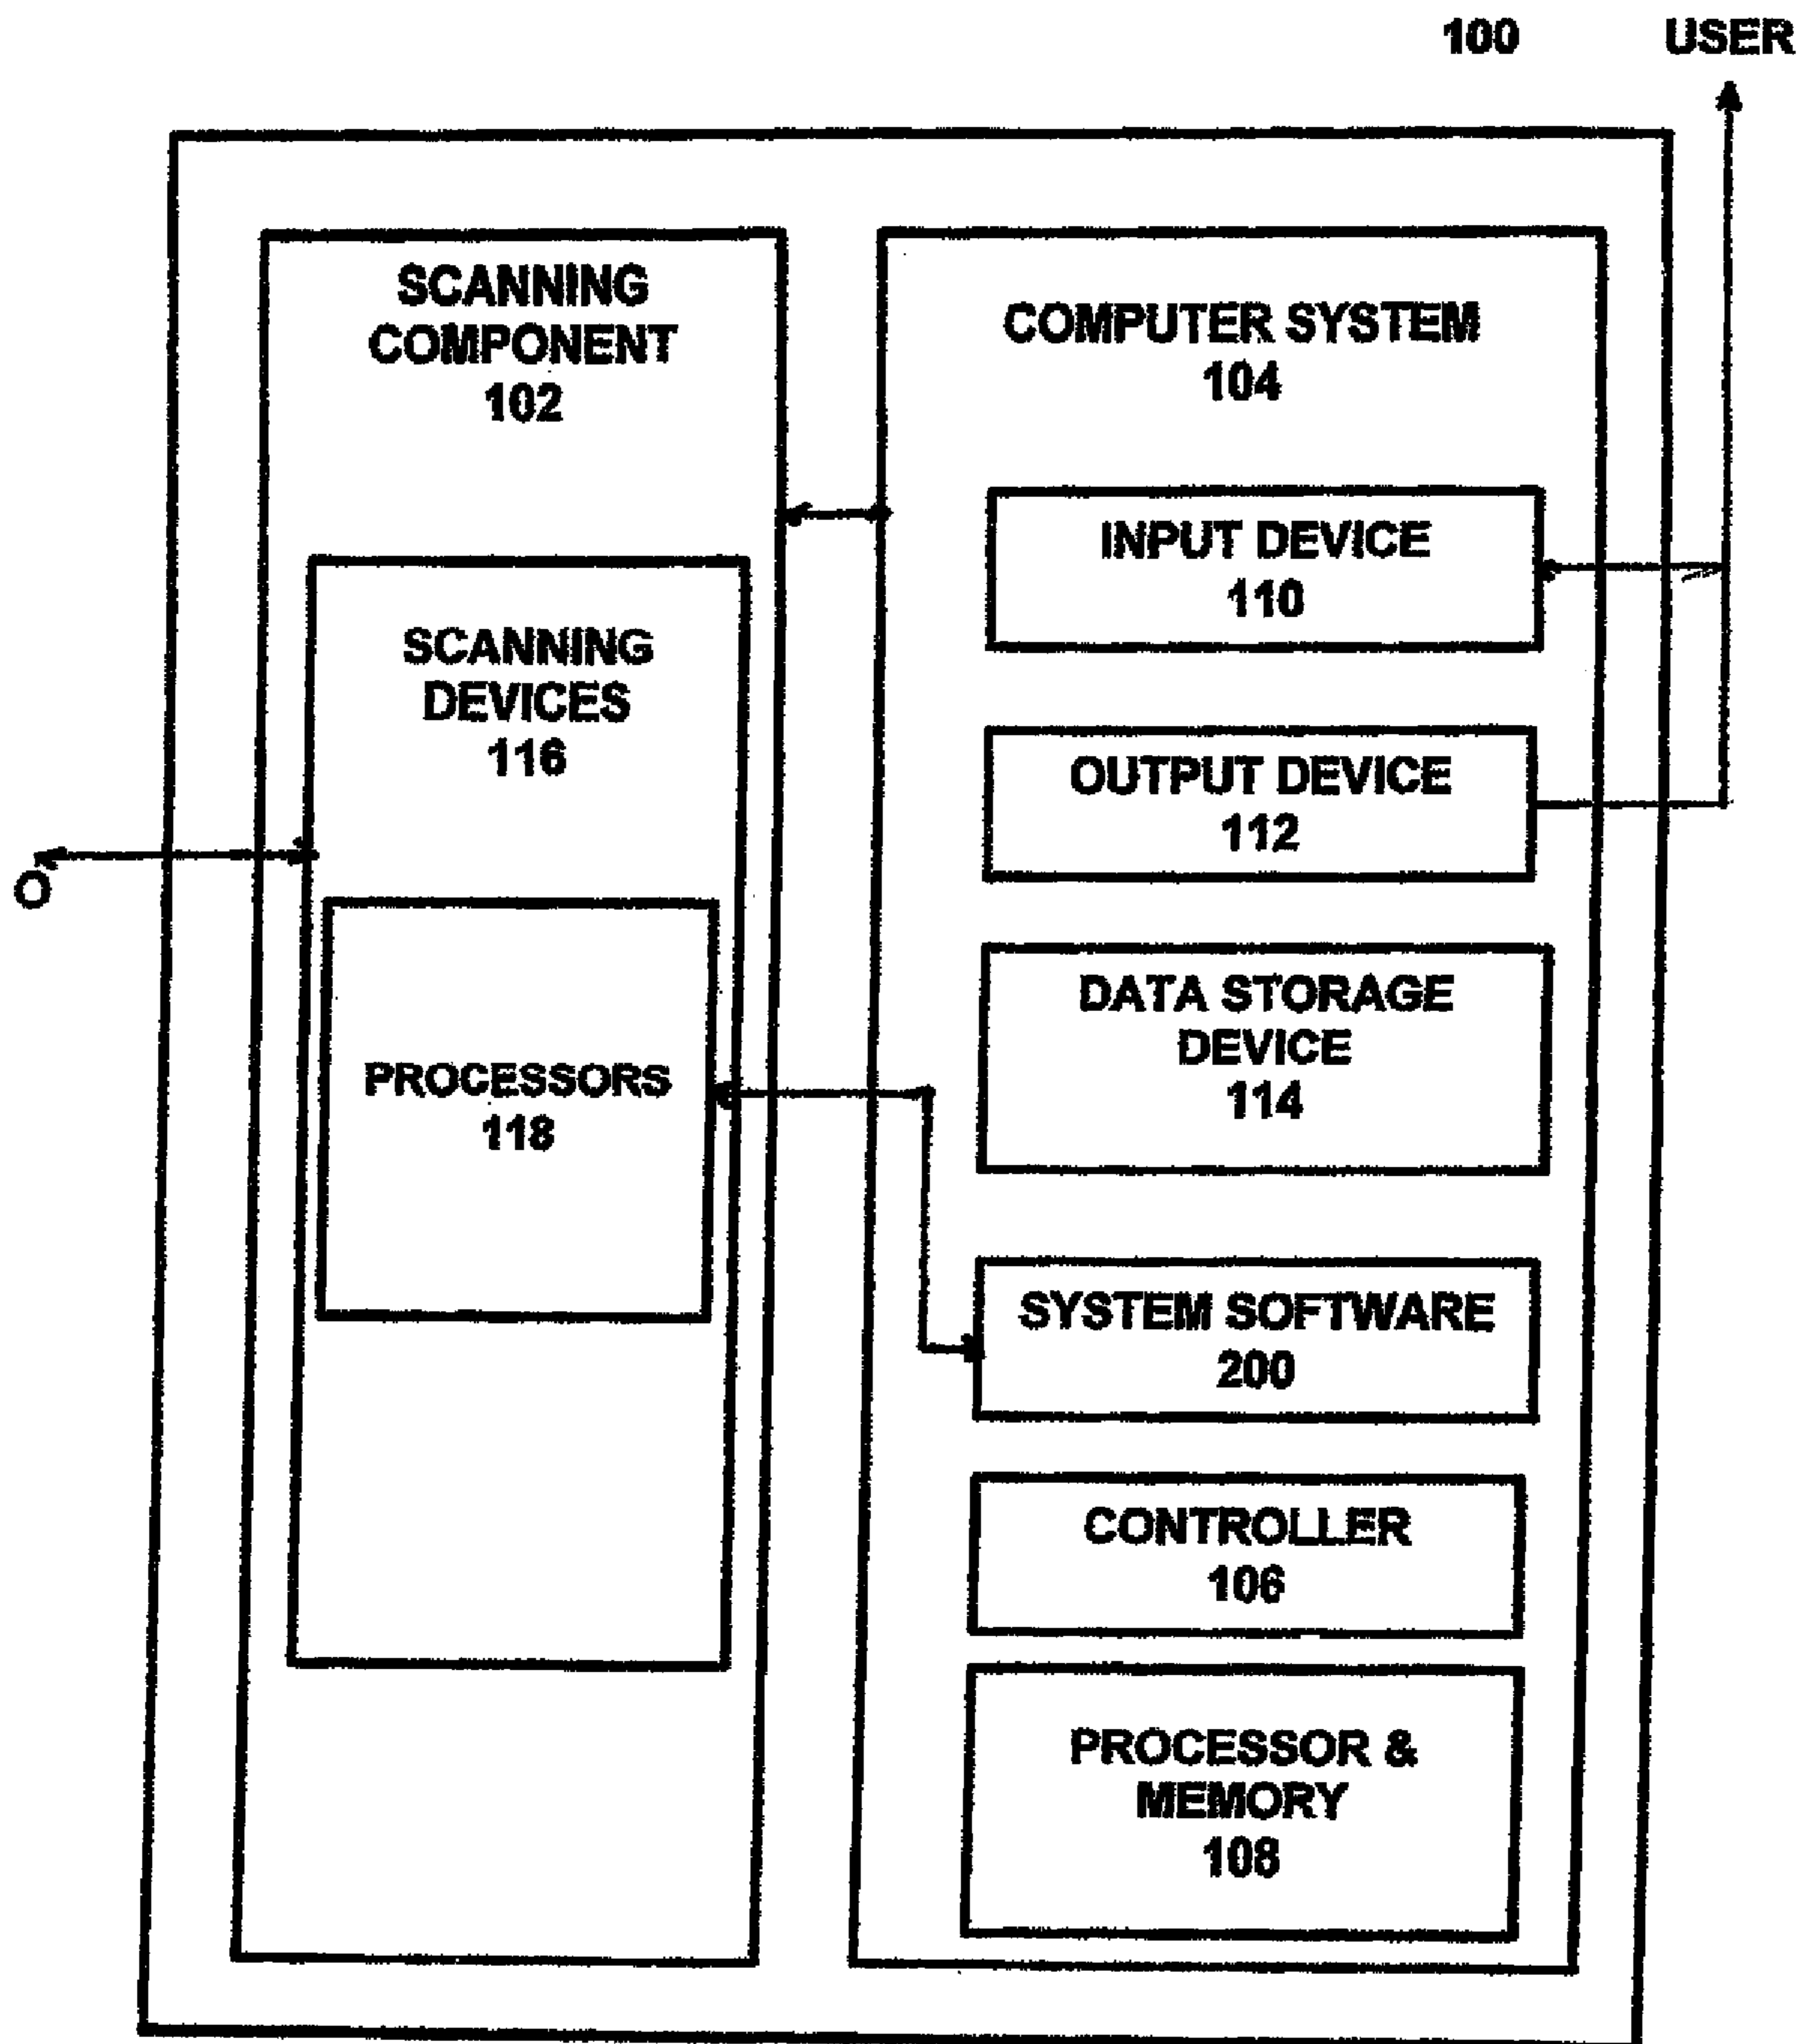 100 USER
SCANNING
COMPONENT
102
SCANNING
DEVICES
116
O
PROCESSORS
118
COMPUTER SYSTEM
104
INPUT DEVICE
110
OUTPUT DEVICE
112
DATA STORAGE
DEVICE
114
SYSTEM SOFTWARE
200
CONTROLLER
106
PROCESSOR &
MEMORY
108